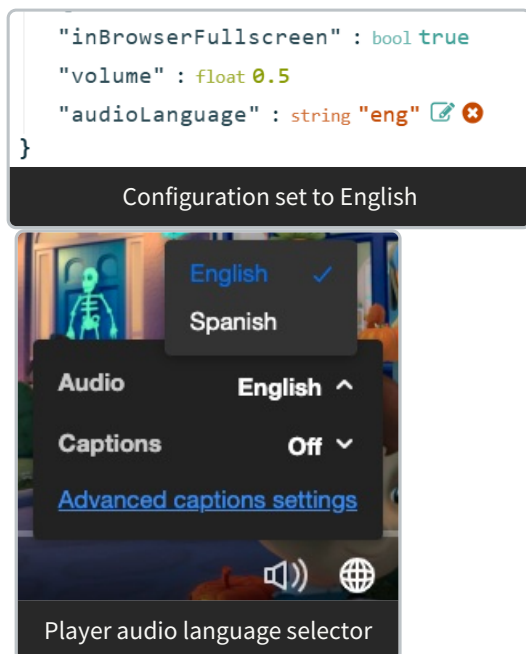 "inBrowserFullscreen" : bool true
"volume" : float 0.5
"audioLanguage" : string "eng"
}
Configuration set to English
English
Spanish
Audio English
Captions Off
Advanced captions settings
Player audio language selector